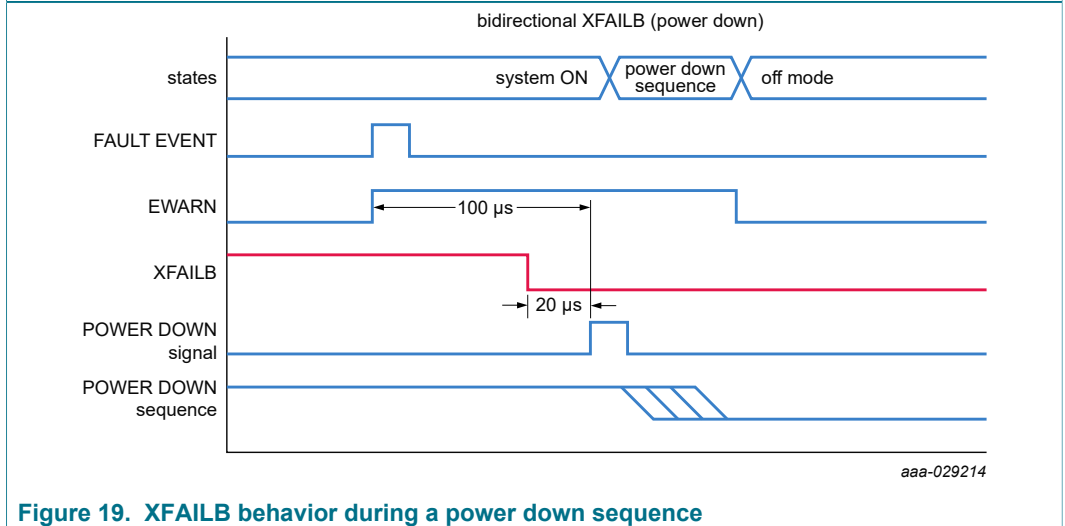 bidirectional XFAILB (power down)
states
system ON
power down
sequence
off mode
FAULT EVENT
EWARN
100 µs
XFAILB
20 µs
POWER DOWN
signal
POWER DOWN
sequence
aaa-029214
Figure 19. XFAILB behavior during a power down sequence